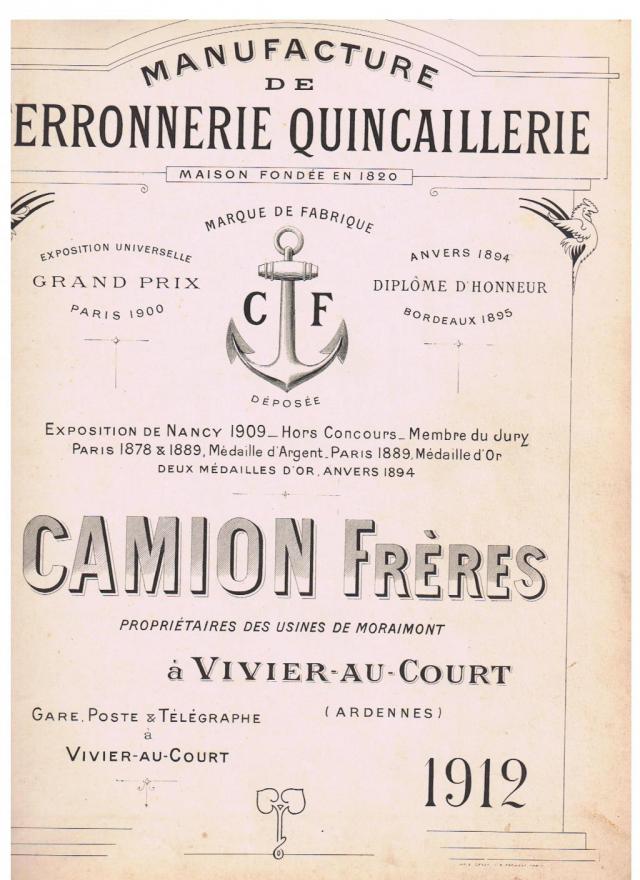 MANUFACTURE
DE
ERRONNERIE QUINCAILLERIE
MAISON FONDÉE EN 1820
MARQUE DE FABRIQUE
EXPOSITION UNIVERSELLE
GRAND PRIX
PARIS 1900
C F
ANVERS 1894
DIPLÔME D'HONNEUR
BORDEAUX 1895
DÉPOSÉE
EXPOSITION DE NANCY 1909_HORS CONCOURS_MEMBRE DU JURY
PARIS 1878 & 1889, Médaille d'Argent_PARIS 1889, Médaille d'Or
DEUX MÉDAILLES D'OR, ANVERS 1894
CAMION FRÈRES
PROPRIÉTAIRES DES USINES DE MORAIMONT
à VIVIER-AU-COURT
(ARDENNES)
GARE, POSTE & TÉLÉGRAPHE
à
VIVIER-AU-COURT
1912